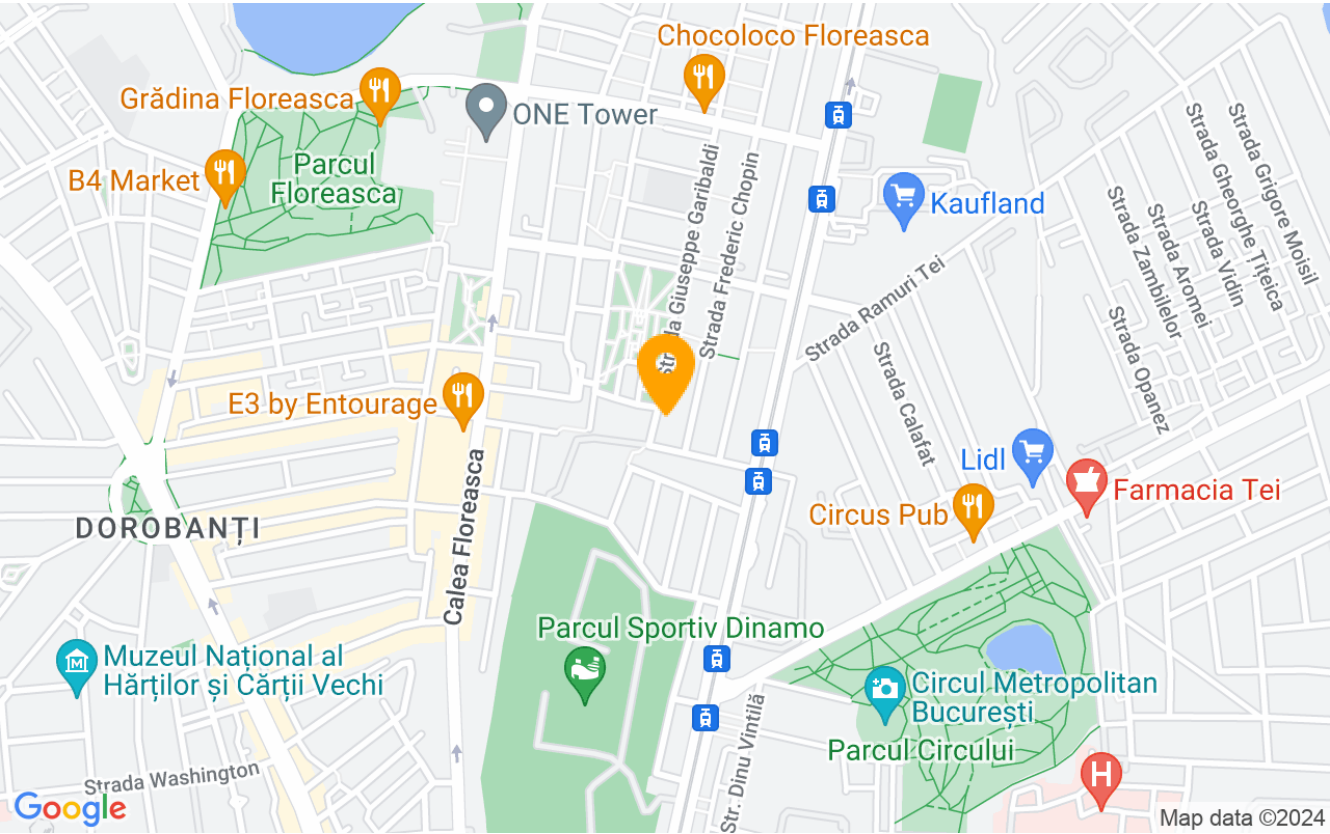 Chocoloco Floreasca
Grădina Floreasca
ONE Tower
Parcul
Floreasca
B4 Market
Kaufland
Strada Giuseppe Garibaldi
Strada Frederic Chopin
Strada Grigore Moisil
Strada Gheorghe Țițeica
Strada Vidin
Strada Aromei
Strada Zambilelor
Strada Ramuri Tei
Strada Opanez
Strada Calafat
E3 by Entourage
Calea Floreasca
Lidl
Farmacia Tei
Circus Pub
DOROBANȚI
Parcul Sportiv Dinamo
Muzeul Național al
Hărților și Cărții Vechi
Circul Metropolitan
București
Parcul Circului
Str. Dinu Vintilă
Strada Washington
H
Google
Map data ©2024